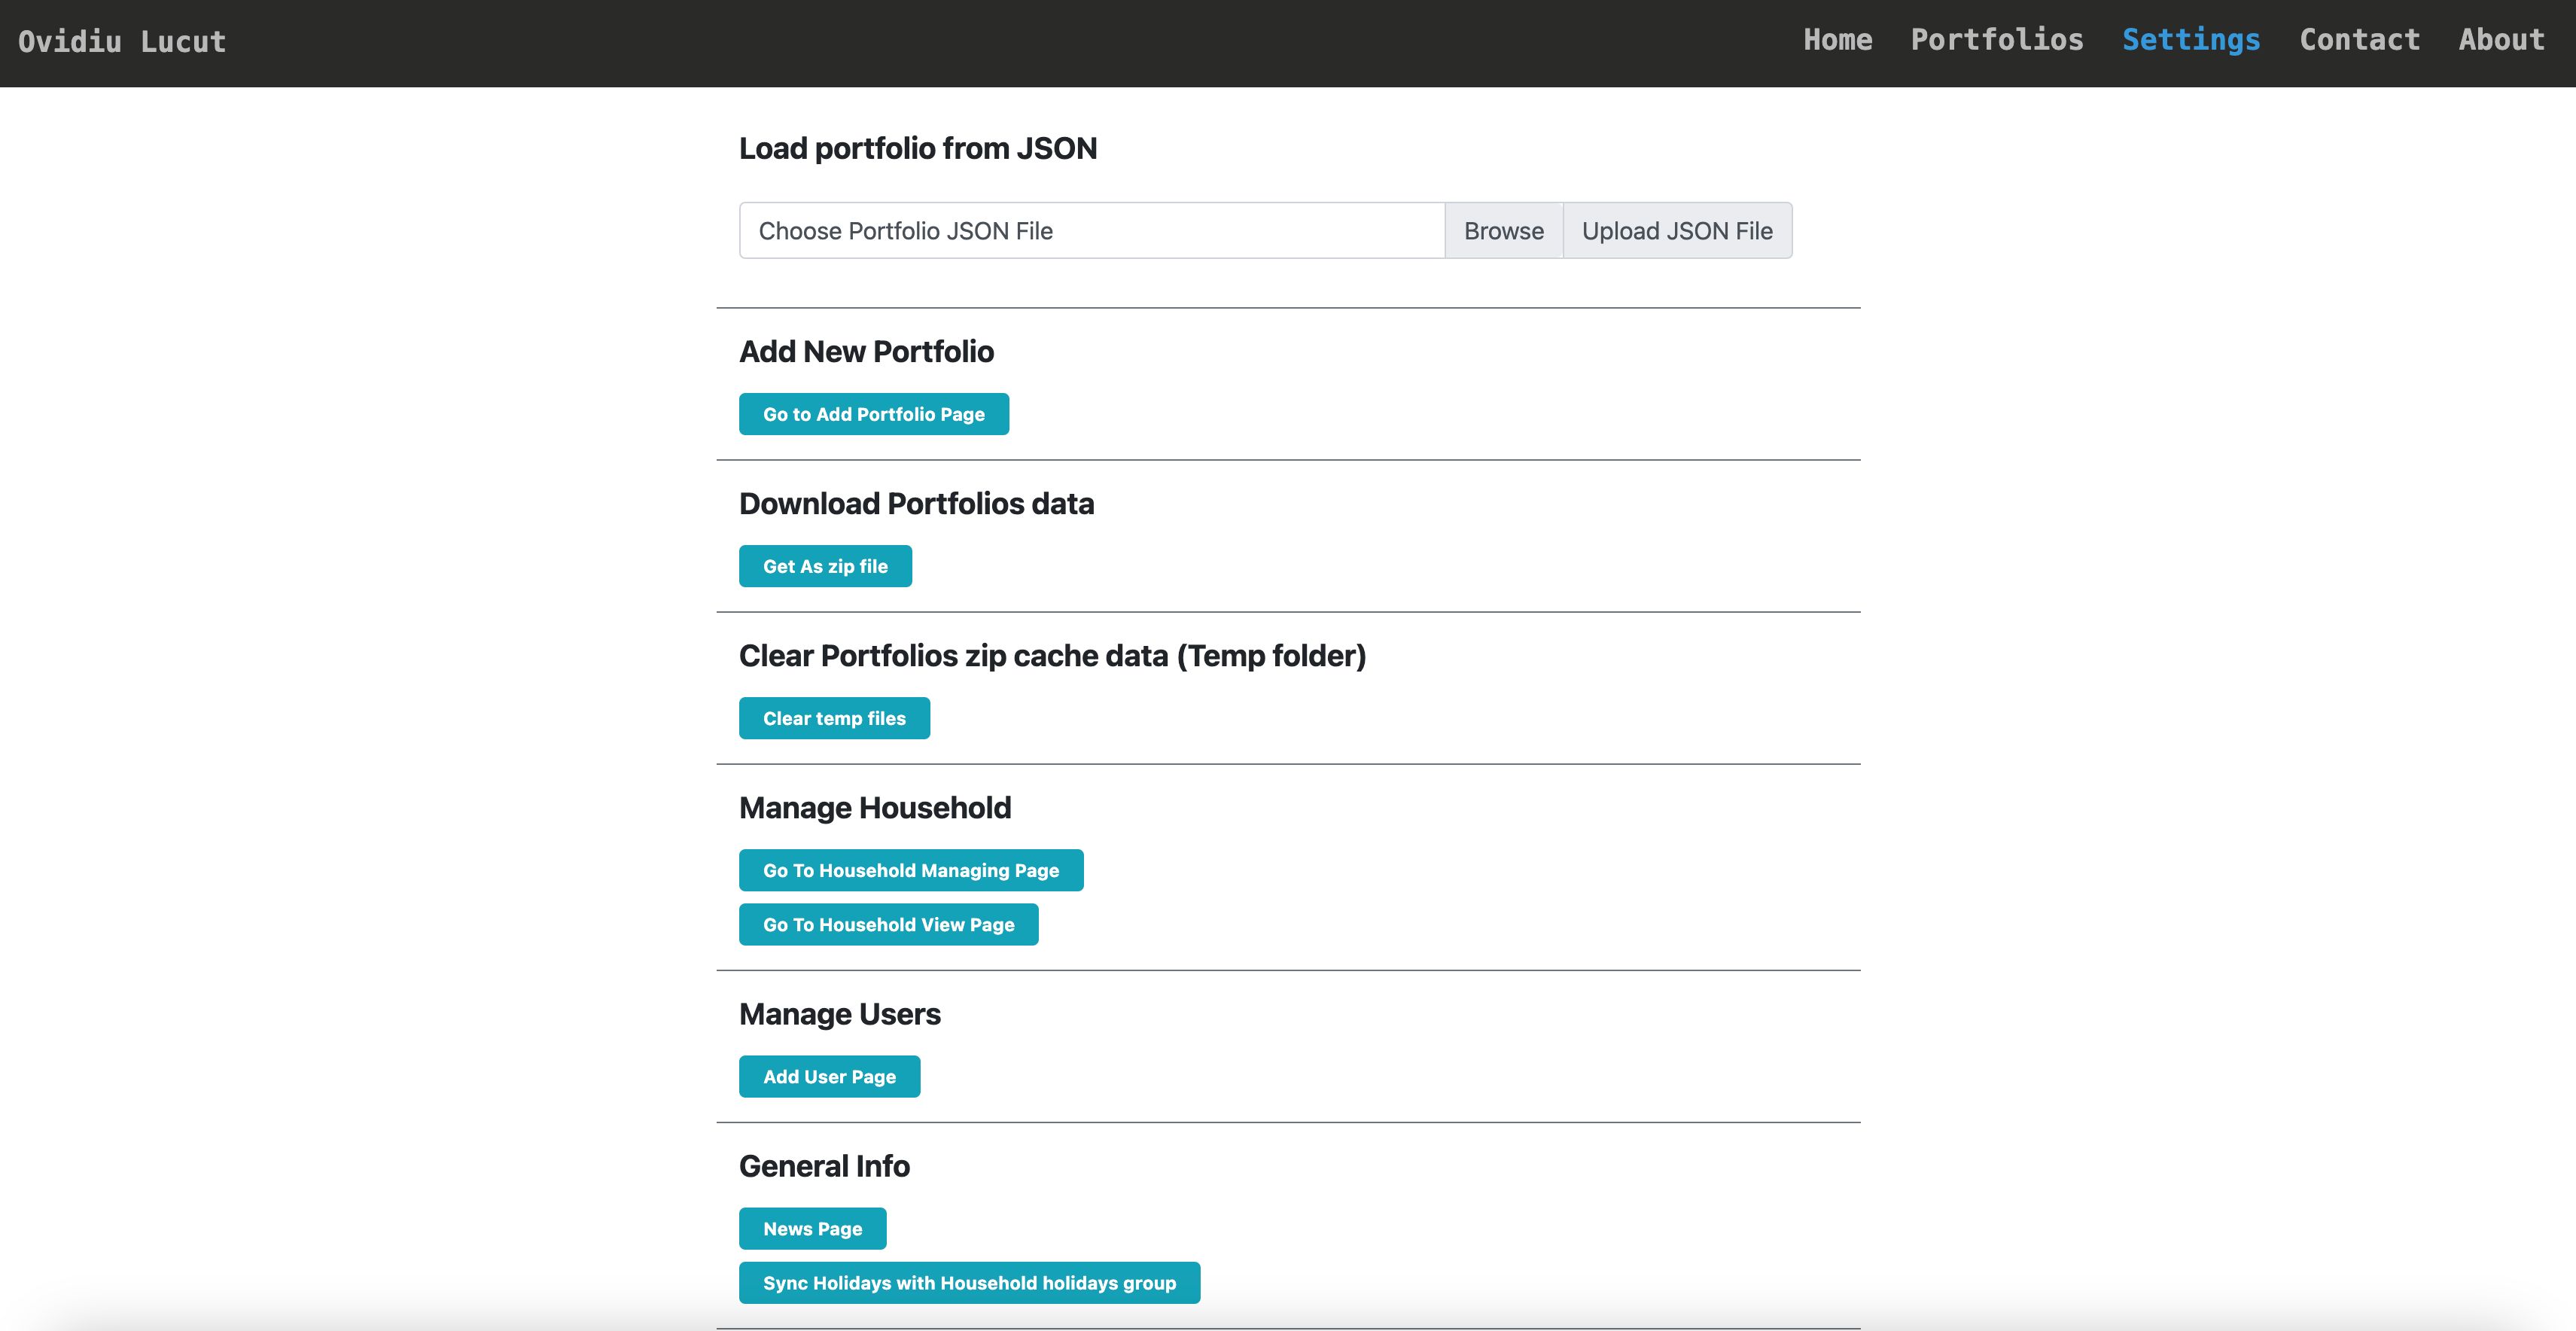 Ovidiu Lucut
Home Portfolios Settings Contact About
Load portfolio from JSON
Choose Portfolio JSON File Browse Upload JSON File
Add New Portfolio
Go to Add Portfolio Page
Download Portfolios data
Get As zip file
Clear Portfolios zip cache data (Temp folder)
Clear temp files
Manage Household
Go To Household Managing Page
Go To Household View Page
Manage Users
Add User Page
General Info
News Page
Sync Holidays with Household holidays group